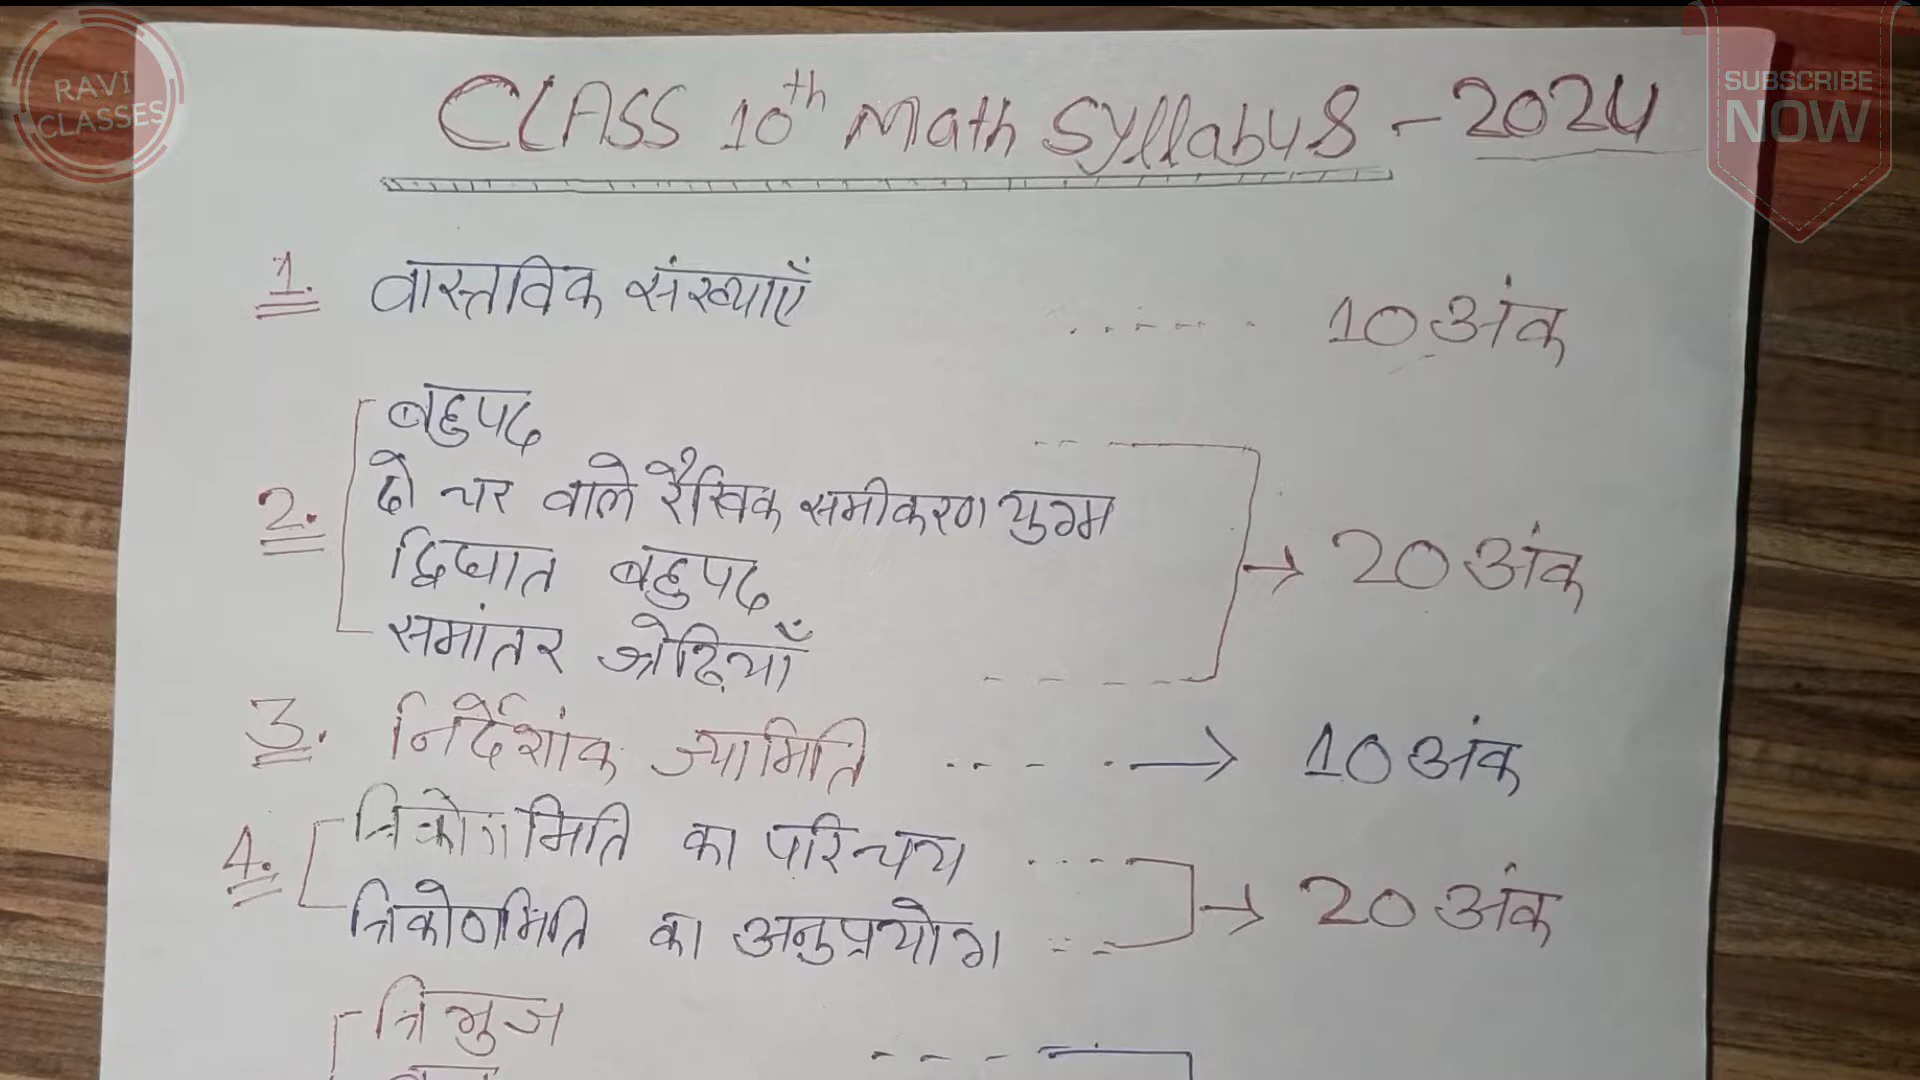 RAVI
CLASSES
SUBSCRIBE
NOW
CLASS 10th Math Syllabus - 2024
1. वास्तविक संख्याएँ ------ 10 अंक
2. बहुपद
दो चर वाले रैखिक समीकरण युग्म
द्विघात बहुपद → 20 अंक
समांतर श्रेढ़ियाँ
3. निर्देशांक ज्यामिति ---- → 10 अंक
4. त्रिकोणमिति का परिचय
त्रिकोणमिति का अनुप्रयोग → 20 अंक
त्रिभुज